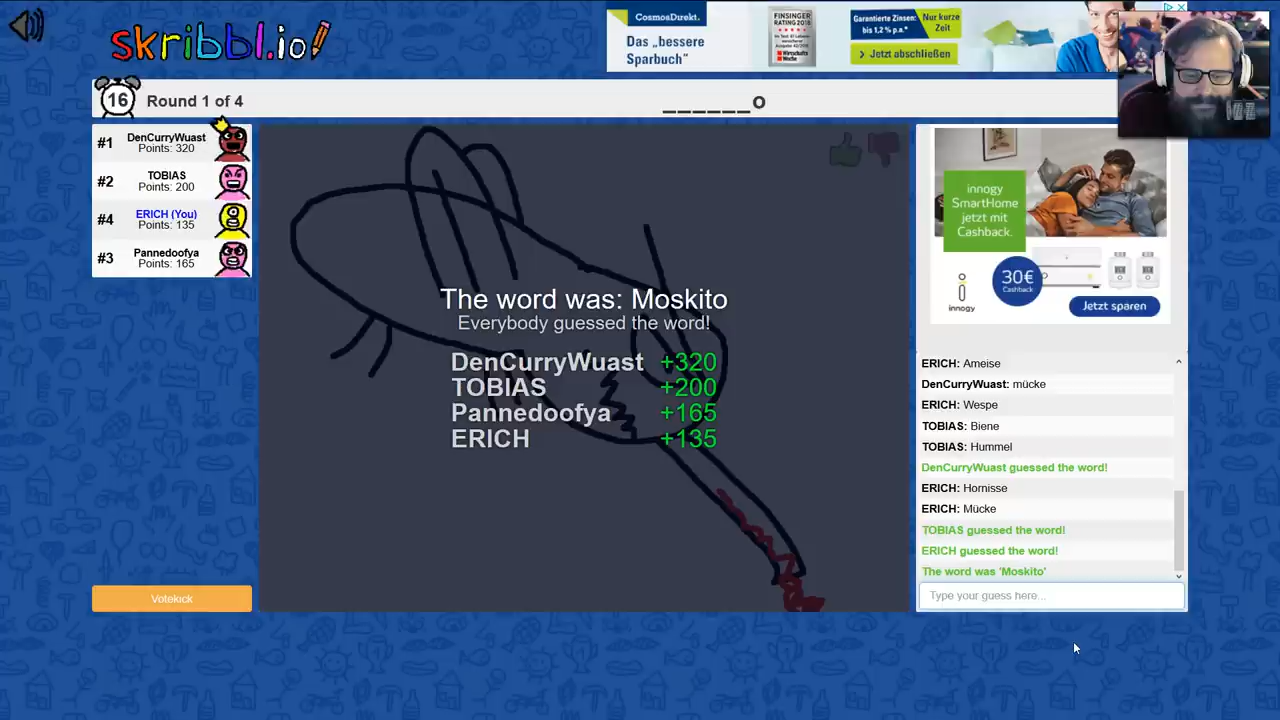 skribbl.io
CosmosDirekt.
Das „bessere
Sparbuch“
FINSINGER
RATING 2018
Garantierte Zinsen:
bis 1,2 % p.a.*
Nur kurze
Zeit
> Jetzt abschließen
16
Round 1 of 4
______o
#1
DenCurryWuast
Points: 320
#2
TOBIAS
Points: 200
#4
ERICH (You)
Points: 135
#3
Pannedoofya
Points: 165
Votekick
The word was: Moskito
Everybody guessed the word!
DenCurryWuast +320
TOBIAS +200
Pannedoofya +165
ERICH +135
innogy
SmartHome
jetzt mit
Cashback.
30€
Cashback
innogy
Jetzt sparen
ERICH: Ameise
DenCurryWuast: mücke
ERICH: Wespe
TOBIAS: Biene
TOBIAS: Hummel
DenCurryWuast guessed the word!
ERICH: Hornisse
ERICH: Mücke
TOBIAS guessed the word!
ERICH guessed the word!
The word was 'Moskito'
Type your guess here...